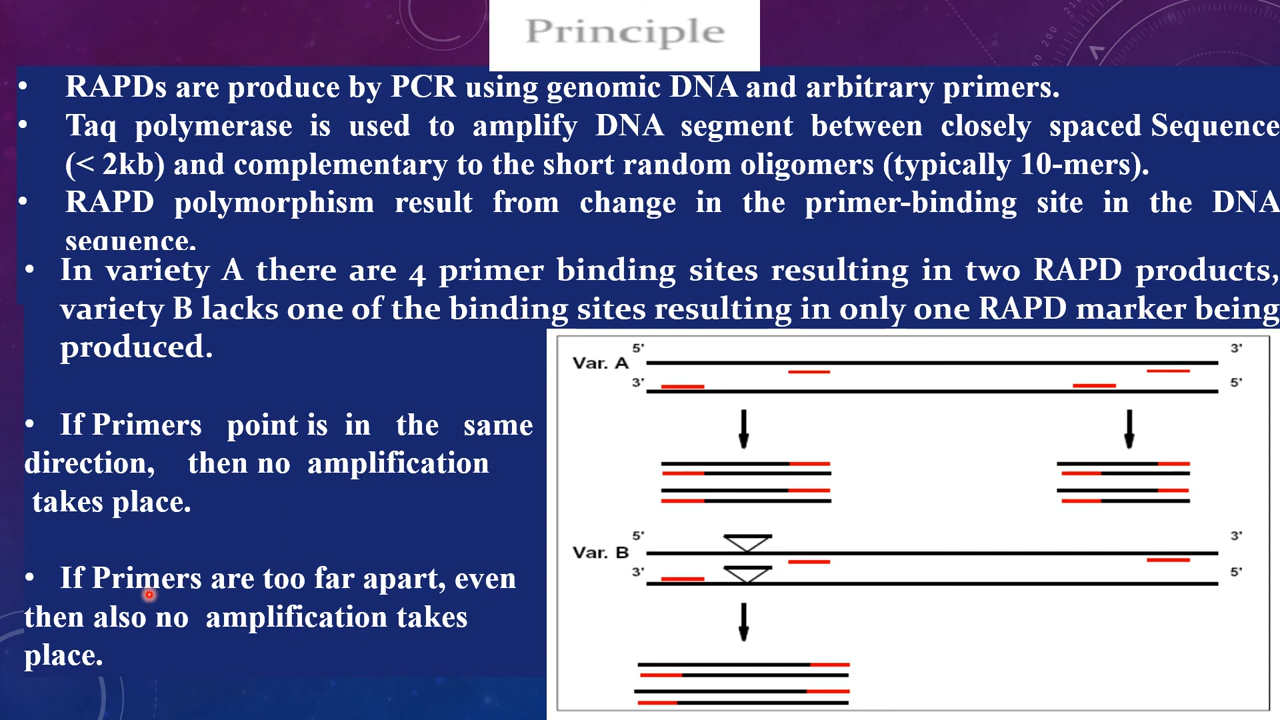 Principle
• RAPDs are produce by PCR using genomic DNA and arbitrary primers.
• Taq polymerase is used to amplify DNA segment between closely spaced Sequence
(< 2kb) and complementary to the short random oligomers (typically 10-mers).
• RAPD polymorphism result from change in the primer-binding site in the DNA
sequence.
• In variety A there are 4 primer binding sites resulting in two RAPD products,
variety B lacks one of the binding sites resulting in only one RAPD marker being
produced.
• If Primers point is in the same
direction, then no amplification
takes place.
• If Primers are too far apart, even
then also no amplification takes
place.
5' 3'
Var. A
3' 5'
5' 3'
Var. B
3' 5'